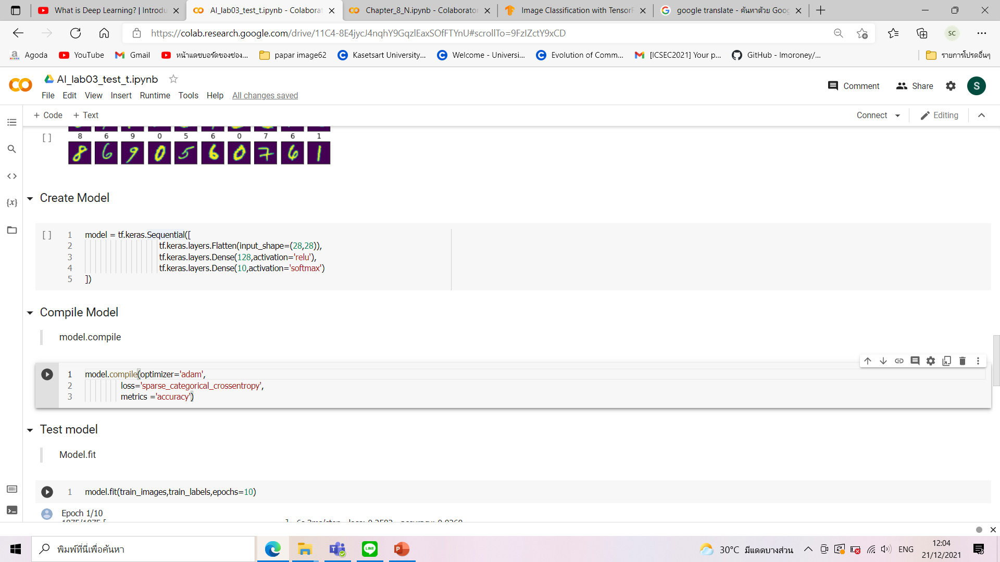 What is Deep Learning? | Introdu
AI_lab03_test_t.ipynb - Colaborat
Chapter_8_N.ipynb - Colaborator
Image Classification with TensorF
google translate - ค้นหาด้วย Goog
https://colab.research.google.com/drive/11C4-8E4jycJ4nqhY9GqzlEaxSOfFTYnU#scrollTo=9FzIZctY9xCD
SC
Agoda
YouTube
Gmail
หน้าแดชบอร์ดของช่อง...
papar image62
Kasetsart University...
Welcome - Universi...
Evolution of Comm...
[ICSEC2021] Your p...
GitHub - lmoroney/...
รายการโปรดอื่นๆ
AI_lab03_test_t.ipynb
Comment
Share
S
File Edit View Insert Runtime Tools Help All changes saved
+ Code + Text
Connect
Editing
[ ]
8 6 9 0 5 6 0 7 6 1
8 6 9 0 5 6 0 7 6 1
Create Model
[ ]
1 model = tf.keras.Sequential([
2 tf.keras.layers.Flatten(input_shape=(28,28)),
3 tf.keras.layers.Dense(128,activation='relu'),
4 tf.keras.layers.Dense(10,activation='softmax')
5 ])
Compile Model
model.compile
1 model.compile(optimizer='adam',
2 loss='sparse_categorical_crossentropy',
3 metrics ='accuracy')
Test model
Model.fit
1 model.fit(train_images,train_labels,epochs=10)
Epoch 1/10
พิมพ์ที่นี่เพื่อค้นหา
30°C มีแดดบางส่วน
ENG
12:04
21/12/2021